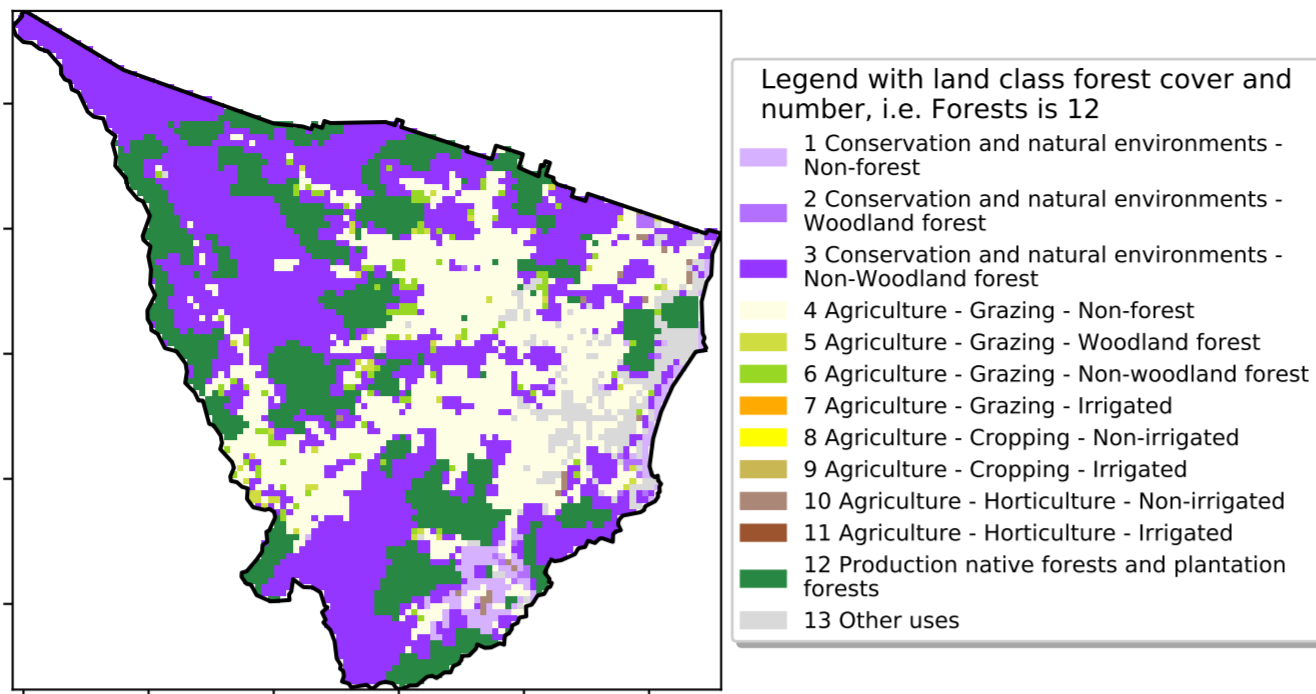 Legend with land class forest cover and
number, i.e. Forests is 12
1 Conservation and natural environments -
Non-forest
2 Conservation and natural environments -
Woodland forest
3 Conservation and natural environments -
Non-Woodland forest
4 Agriculture - Grazing - Non-forest
5 Agriculture - Grazing - Woodland forest
6 Agriculture - Grazing - Non-woodland forest
7 Agriculture - Grazing - Irrigated
8 Agriculture - Cropping - Non-irrigated
9 Agriculture - Cropping - Irrigated
10 Agriculture - Horticulture - Non-irrigated
11 Agriculture - Horticulture - Irrigated
12 Production native forests and plantation
forests
13 Other uses